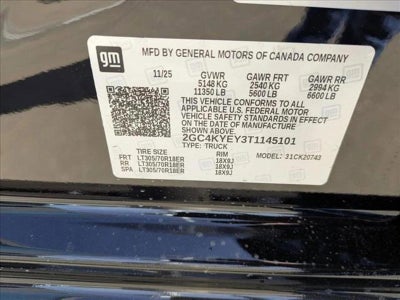 gm
MFD BY GENERAL MOTORS OF CANADA COMPANY
11/25 GVWR GAWR FRT GAWR RR
5148 KG 2540 KG 2994 KG
11350 LB 5600 LB 6600 LB
THIS VEHICLE CONFORMS TO ALL
APPLICABLE U.S. FEDERAL MOTOR
VEHICLE SAFETY STANDARDS IN
EFFECT ON THE DATE OF
MANUFACTURE SHOWN ABOVE.
2GC4KYEY3T1145101
TYPE: TRUCK MODEL: 31CK20743
TIRE SIZE RIM
FRT LT305/70R18E 18X9J
RR LT305/70R18E 18X9J
SPA LT305/70R18E 18X9J